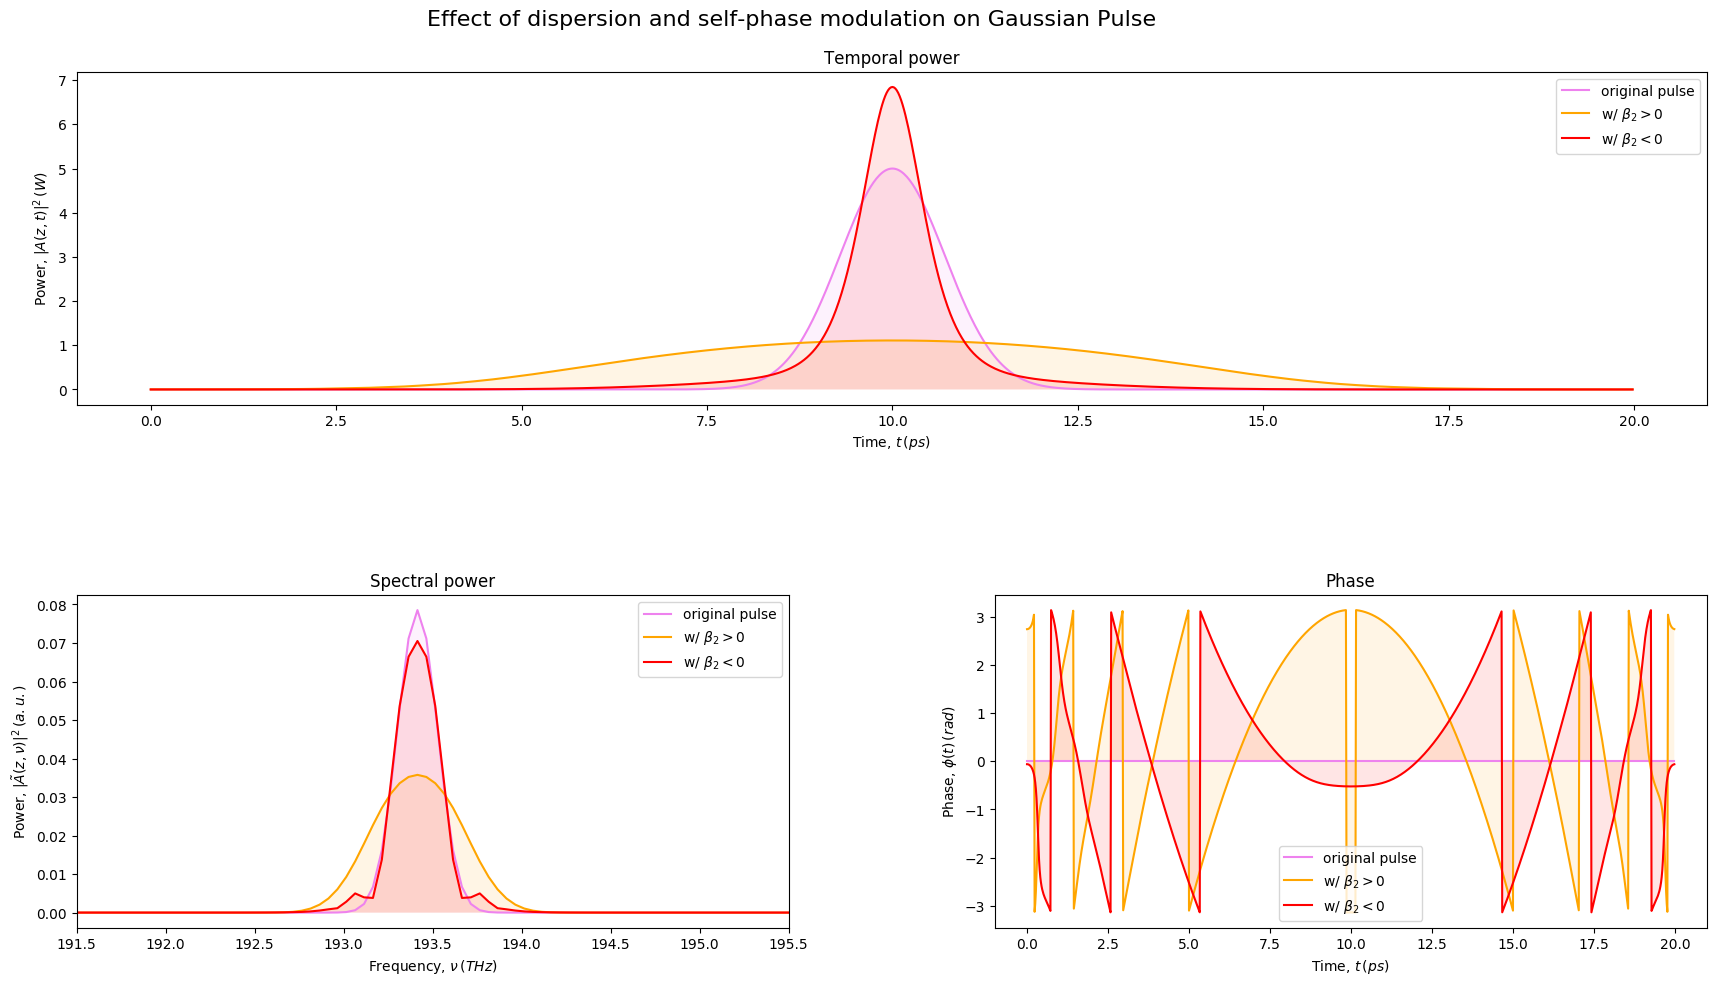 Effect of dispersion and self-phase modulation on Gaussian Pulse
Temporal power
Power, |A(z, t)|² (W)
7
6
5
4
3
2
1
0
original pulse
w/ β₂ > 0
w/ β₂ < 0
0.0 2.5 5.0 7.5 10.0 12.5 15.0 17.5 20.0
Time, t (ps)
Spectral power
Power, |Ã(z, ν)|² (a. u.)
0.08
0.07
0.06
0.05
0.04
0.03
0.02
0.01
0.00
original pulse
w/ β₂ > 0
w/ β₂ < 0
191.5 192.0 192.5 193.0 193.5 194.0 194.5 195.0 195.5
Frequency, ν (THz)
Phase
Phase, ϕ(t) (rad)
3
2
1
0
−1
−2
−3
original pulse
w/ β₂ > 0
w/ β₂ < 0
0.0 2.5 5.0 7.5 10.0 12.5 15.0 17.5 20.0
Time, t (ps)